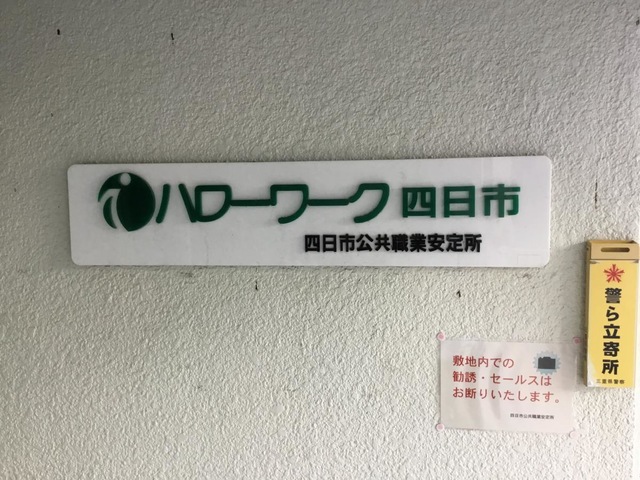 ハローワーク 四日市
四日市公共職業安定所
敷地内での
勧誘・セールスは
お断りいたします。
四日市公共職業安定所
警ら立寄所
三重県警察